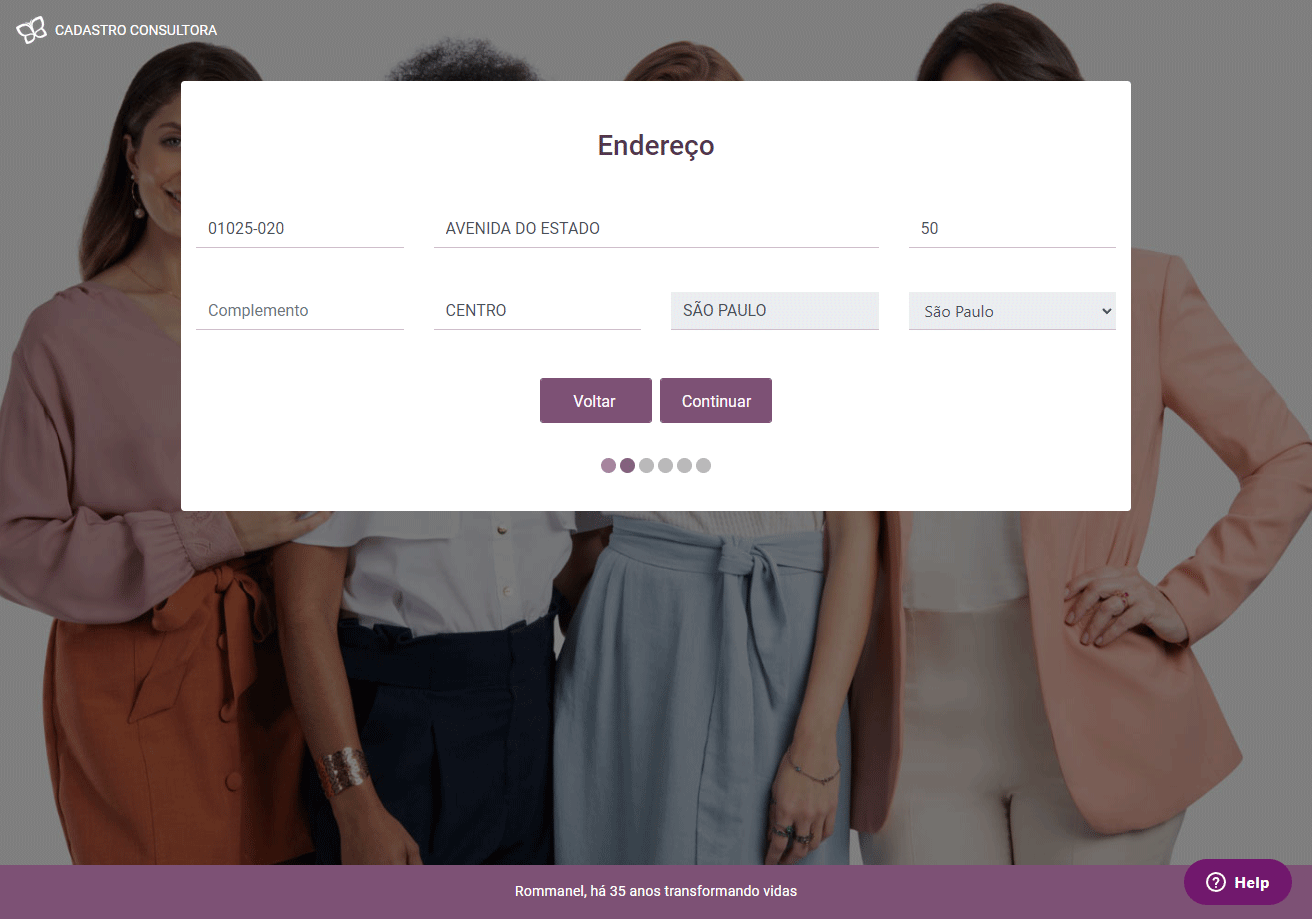 CADASTRO CONSULTORA
Endereço
01025-020
AVENIDA DO ESTADO
50
Complemento
CENTRO
SÃO PAULO
São Paulo
Voltar
Continuar
Rommanel, há 35 anos transformando vidas
Help